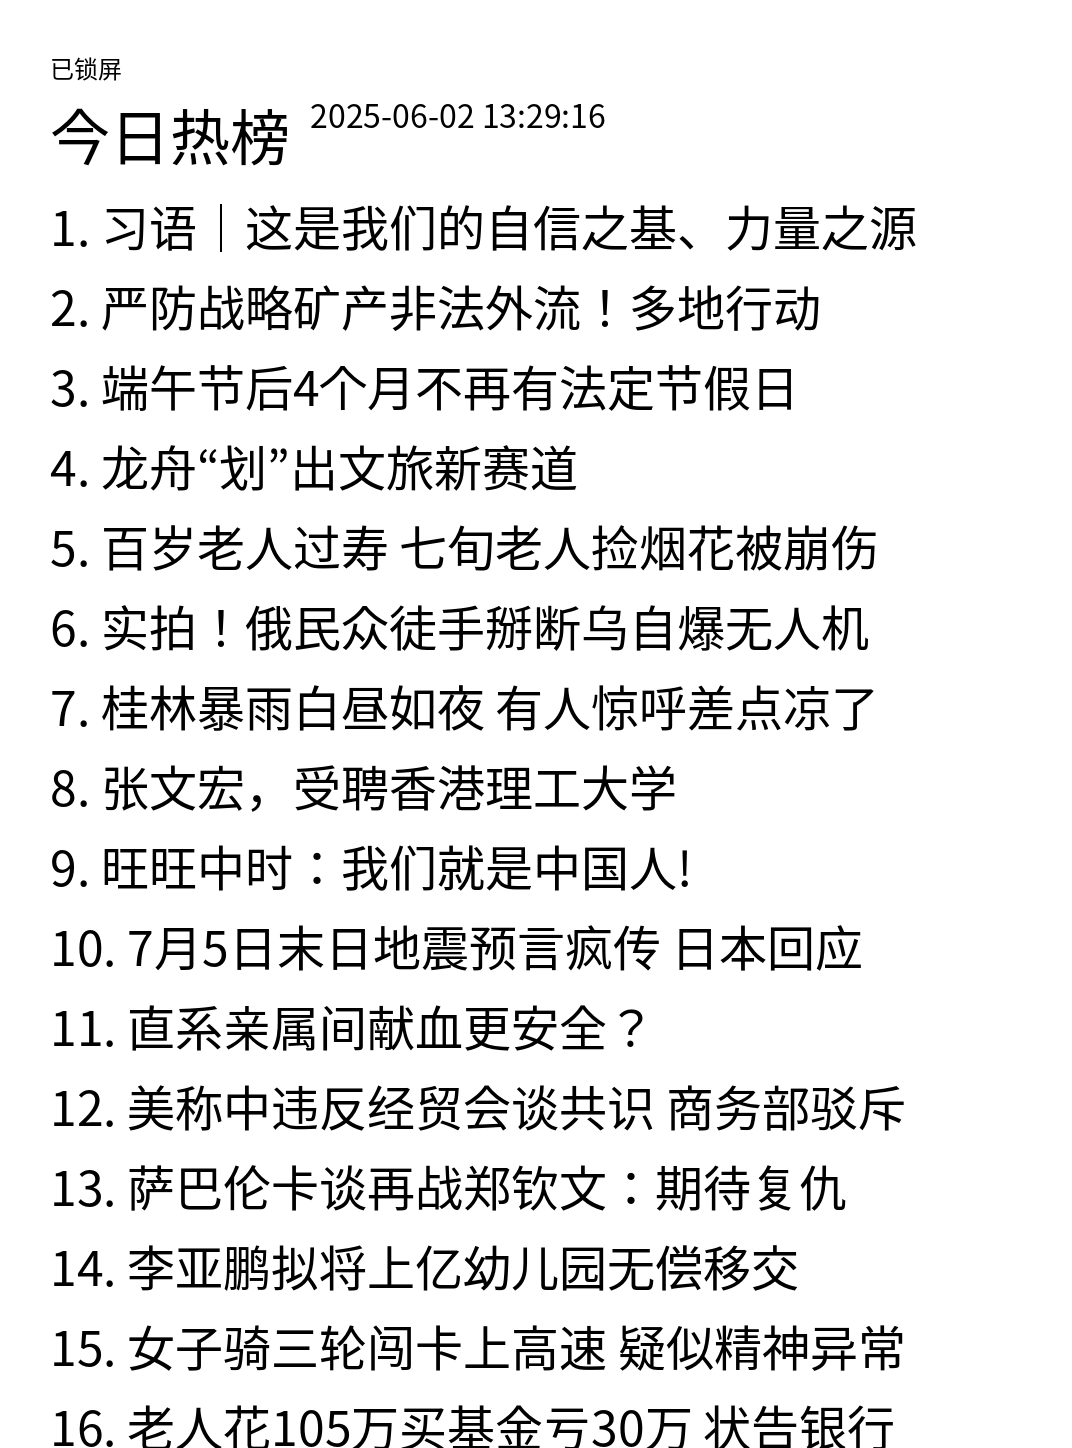 已锁屏
今日热榜 2025-06-02 13:29:16
1. 习语｜这是我们的自信之基、力量之源
2. 严防战略矿产非法外流！多地行动
3. 端午节后4个月不再有法定节假日
4. 龙舟“划”出文旅新赛道
5. 百岁老人过寿 七旬老人捡烟花被崩伤
6. 实拍！俄民众徒手掰断乌自爆无人机
7. 桂林暴雨白昼如夜 有人惊呼差点凉了
8. 张文宏，受聘香港理工大学
9. 旺旺中时：我们就是中国人!
10. 7月5日末日地震预言疯传 日本回应
11. 直系亲属间献血更安全？
12. 美称中违反经贸会谈共识 商务部驳斥
13. 萨巴伦卡谈再战郑钦文：期待复仇
14. 李亚鹏拟将上亿幼儿园无偿移交
15. 女子骑三轮闯卡上高速 疑似精神异常
16. 老人花105万买基金亏30万 状告银行